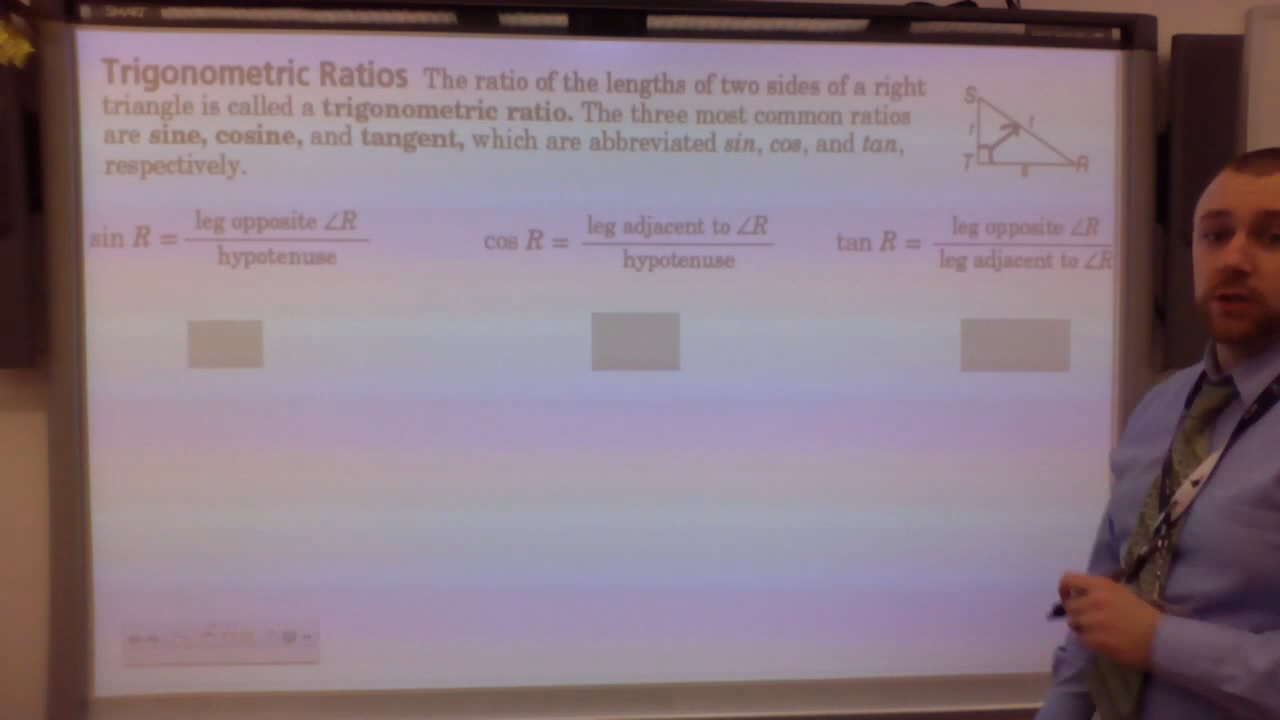 SMART
Trigonometric Ratios The ratio of the lengths of two sides of a right
triangle is called a trigonometric ratio. The three most common ratios
are sine, cosine, and tangent, which are abbreviated sin, cos, and tan,
respectively.
S
r t
T s R
sin R = leg opposite ∠R / hypotenuse
cos R = leg adjacent to ∠R / hypotenuse
tan R = leg opposite ∠R / leg adjacent to ∠R